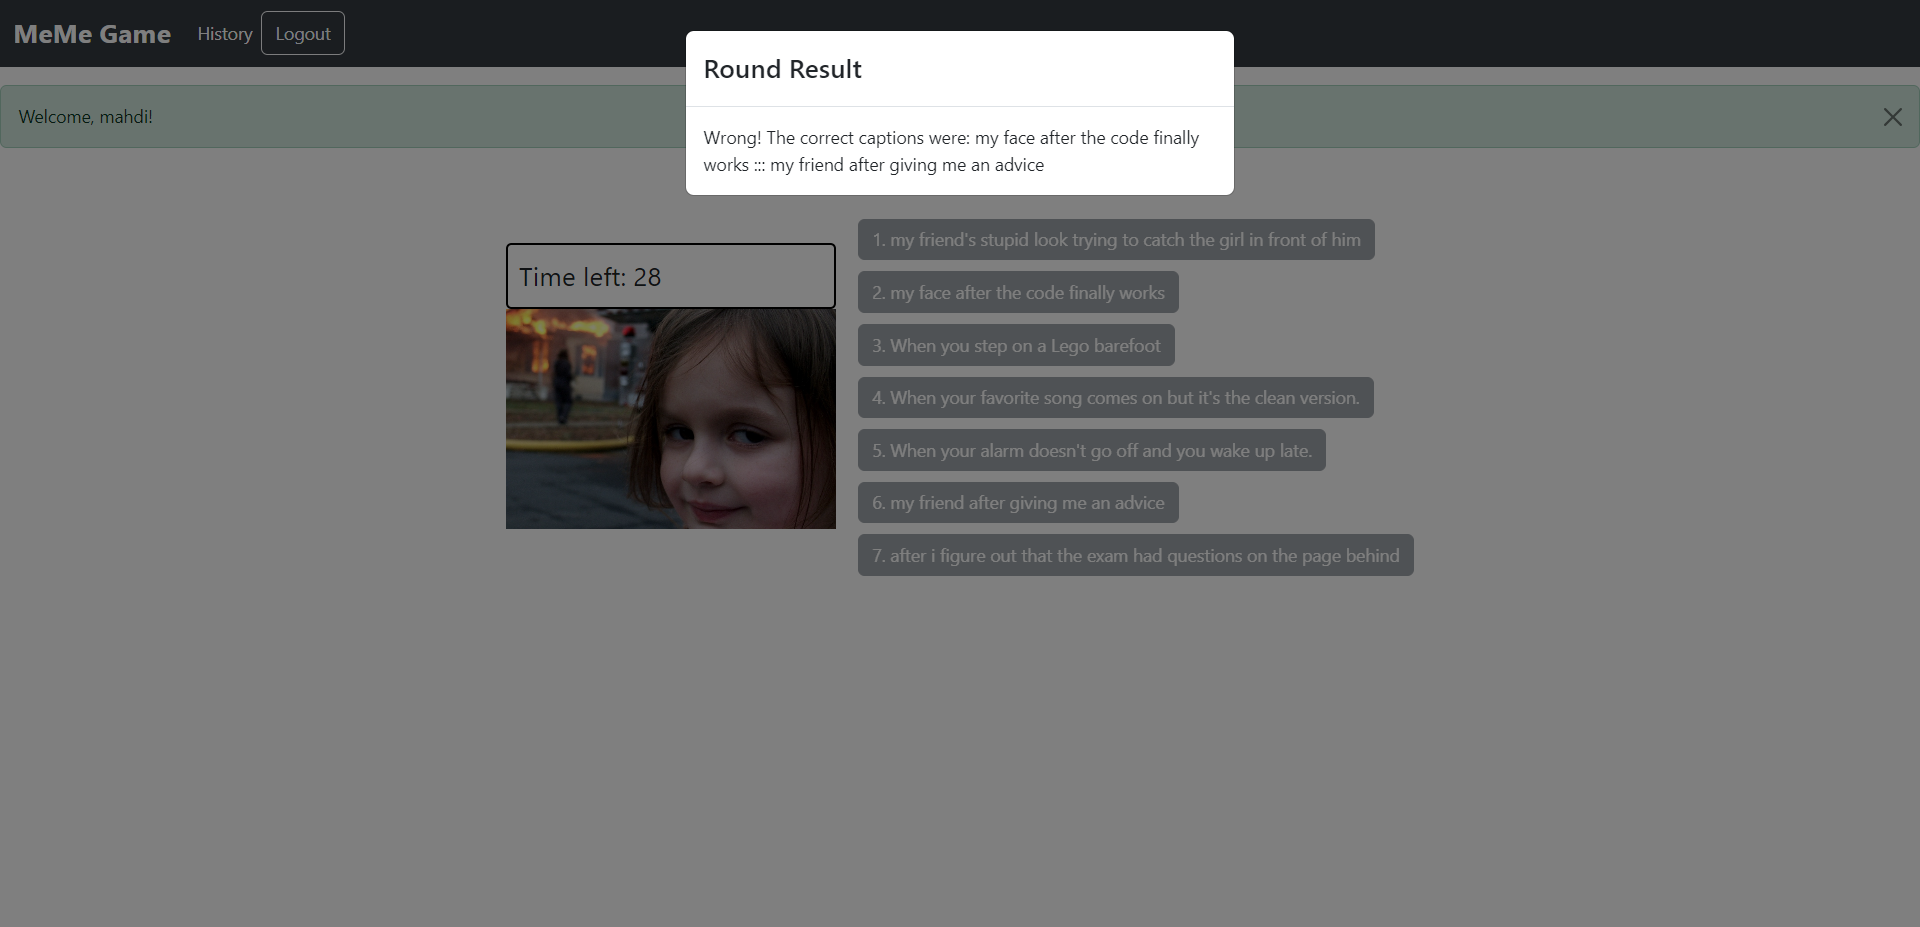 MeMe Game History Logout
Round Result
Welcome, mahdi!
Wrong! The correct captions were: my face after the code finally
works ::: my friend after giving me an advice
Time left: 28
1. my friend's stupid look trying to catch the girl in front of him
2. my face after the code finally works
3. When you step on a Lego barefoot
4. When your favorite song comes on but it's the clean version.
5. When your alarm doesn't go off and you wake up late.
6. my friend after giving me an advice
7. after i figure out that the exam had questions on the page behind